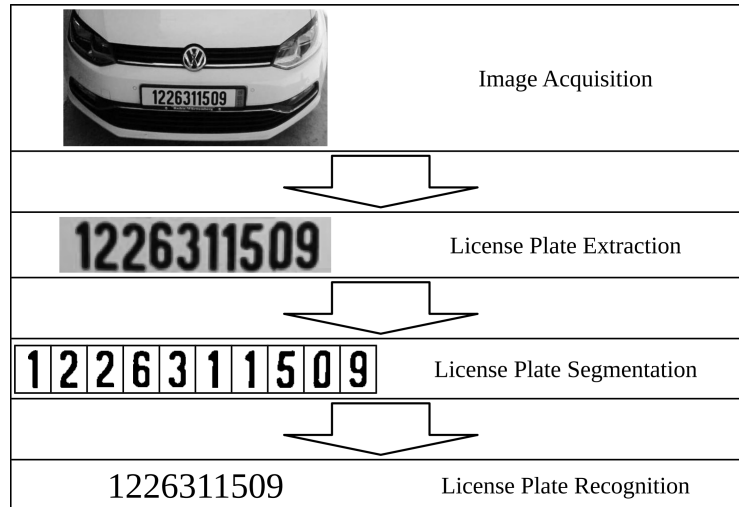 1226311509
Image Acquisition
1226311509
License Plate Extraction
1 2 2 6 3 1 1 5 0 9
License Plate Segmentation
1226311509
License Plate Recognition